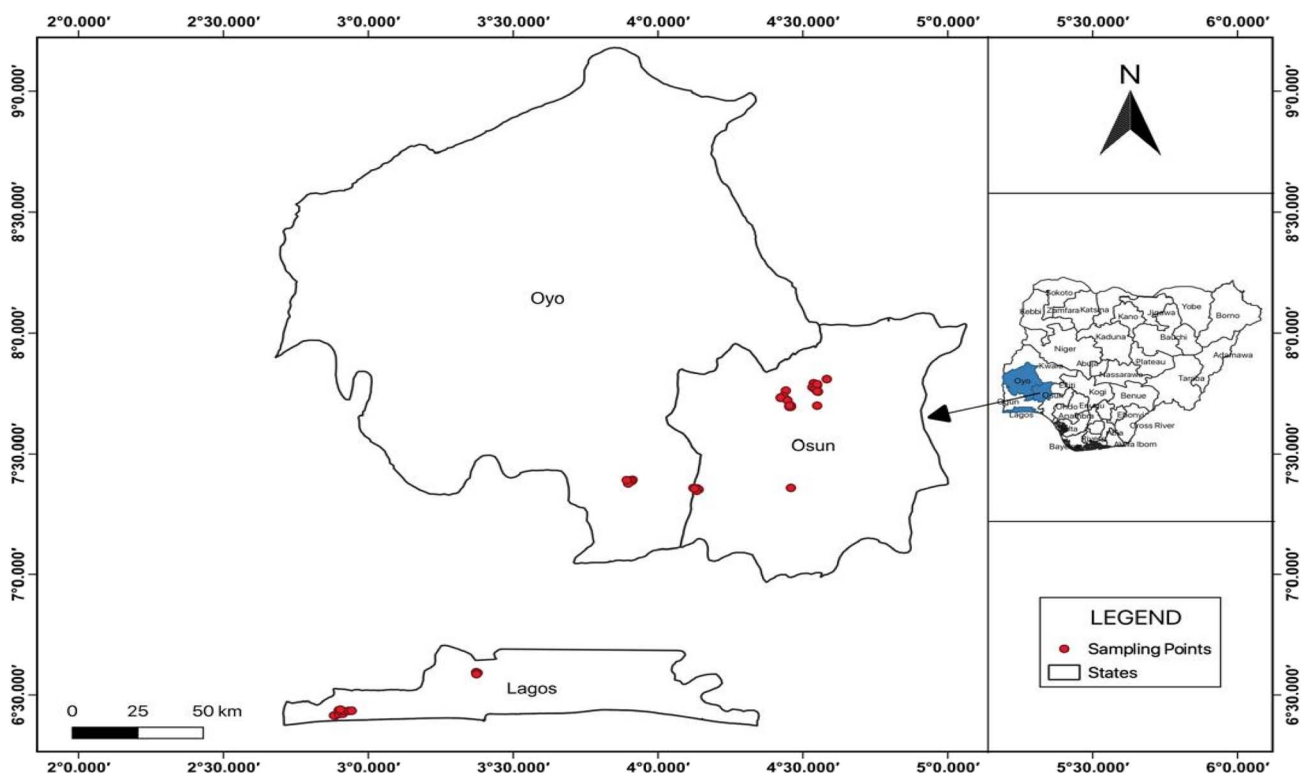 2°0.000' 2°30.000' 3°0.000' 3°30.000' 4°0.000' 4°30.000' 5°0.000' 5°30.000' 6°0.000'
9°0.000' 9°0.000'
8°30.000' 8°30.000'
8°0.000' 8°0.000'
7°30.000' 7°30.000'
7°0.000' 7°0.000'
6°30.000' 6°30.000'
Oyo
Osun
Lagos
0 25 50 km
N
Sokoto
Kebbi Zamfara Katsina Kano Jigawa Yobe Borno
Kaduna Bauchi
Niger Adamawa
Kwara Abuja Plateau
Nassarawa Taraba
Oyo Ekiti Kogi Benue
Osun
Ogun Ondo Enugu Ebonyi
Lagos Anambra Cross River
Akwa Ibom
LEGEND
Sampling Points
States
2°0.000' 2°30.000' 3°0.000' 3°30.000' 4°0.000' 4°30.000' 5°0.000' 5°30.000' 6°0.000'